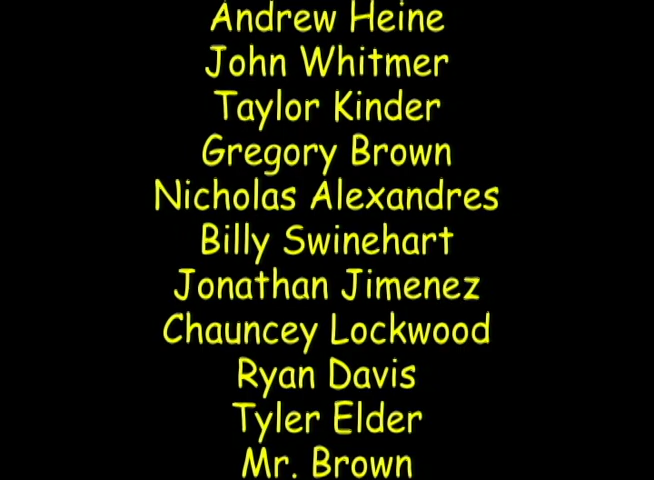 Andrew Heine
John Whitmer
Taylor Kinder
Gregory Brown
Nicholas Alexandres
Billy Swinehart
Jonathan Jimenez
Chauncey Lockwood
Ryan Davis
Tyler Elder
Mr. Brown